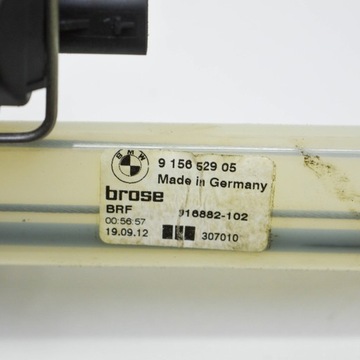 BMW
9 156 529 05
Made in Germany
brose
BRF 916882-102
00:56:57
19.09.12 307010